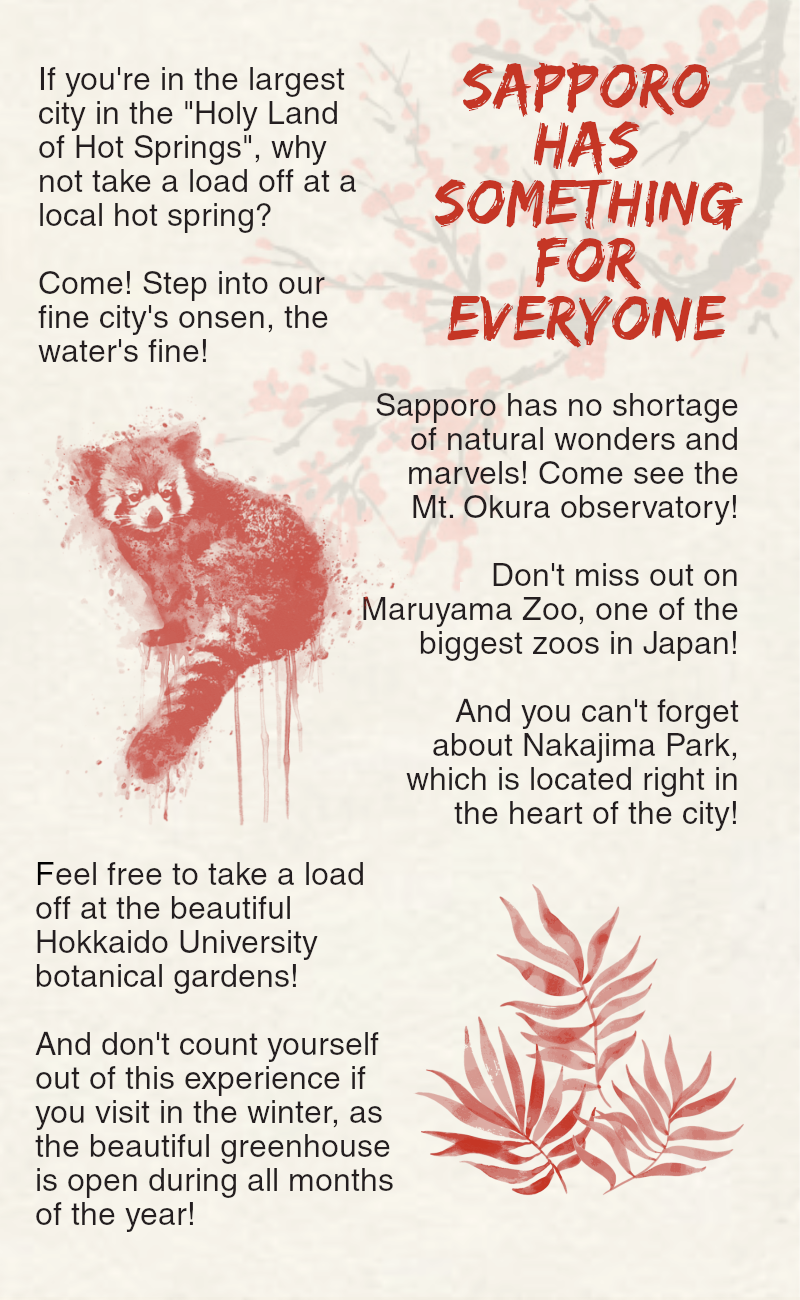 If you're in the largest
city in the "Holy Land
of Hot Springs", why
not take a load off at a
local hot spring?
Come! Step into our
fine city's onsen, the
water's fine!
SAPPORO
HAS
SOMETHING
FOR
EVERYONE
Sapporo has no shortage
of natural wonders and
marvels! Come see the
Mt. Okura observatory!
Don't miss out on
Maruyama Zoo, one of the
biggest zoos in Japan!
And you can't forget
about Nakajima Park,
which is located right in
the heart of the city!
Feel free to take a load
off at the beautiful
Hokkaido University
botanical gardens!
And don't count yourself
out of this experience if
you visit in the winter, as
the beautiful greenhouse
is open during all months
of the year!